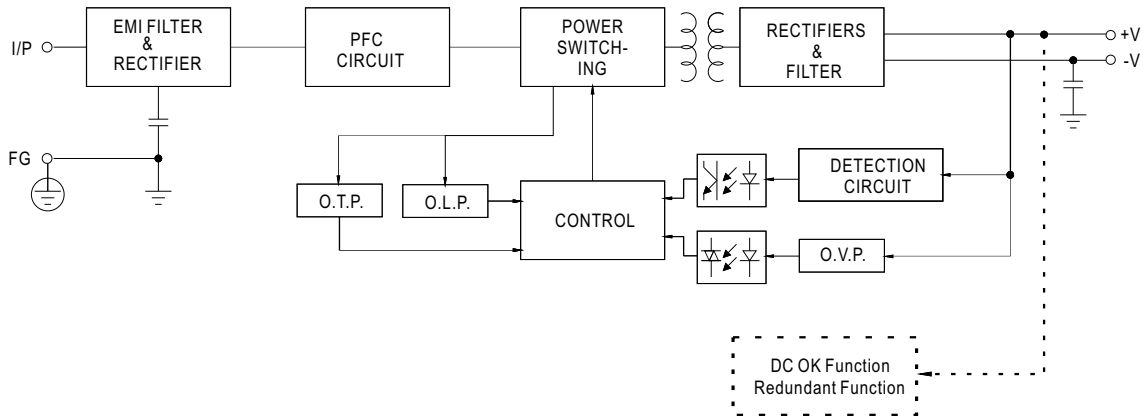 I/P
EMI FILTER
&
RECTIFIER
PFC
CIRCUIT
POWER
SWITCH-
ING
RECTIFIERS
&
FILTER
+V
-V
FG
O.T.P.
O.L.P.
CONTROL
DETECTION
CIRCUIT
O.V.P.
DC OK Function
Redundant Function